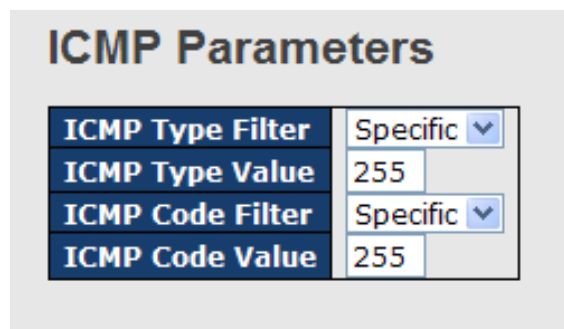 ICMP Parameters
ICMP Type Filter Specific
ICMP Type Value 255
ICMP Code Filter Specific
ICMP Code Value 255